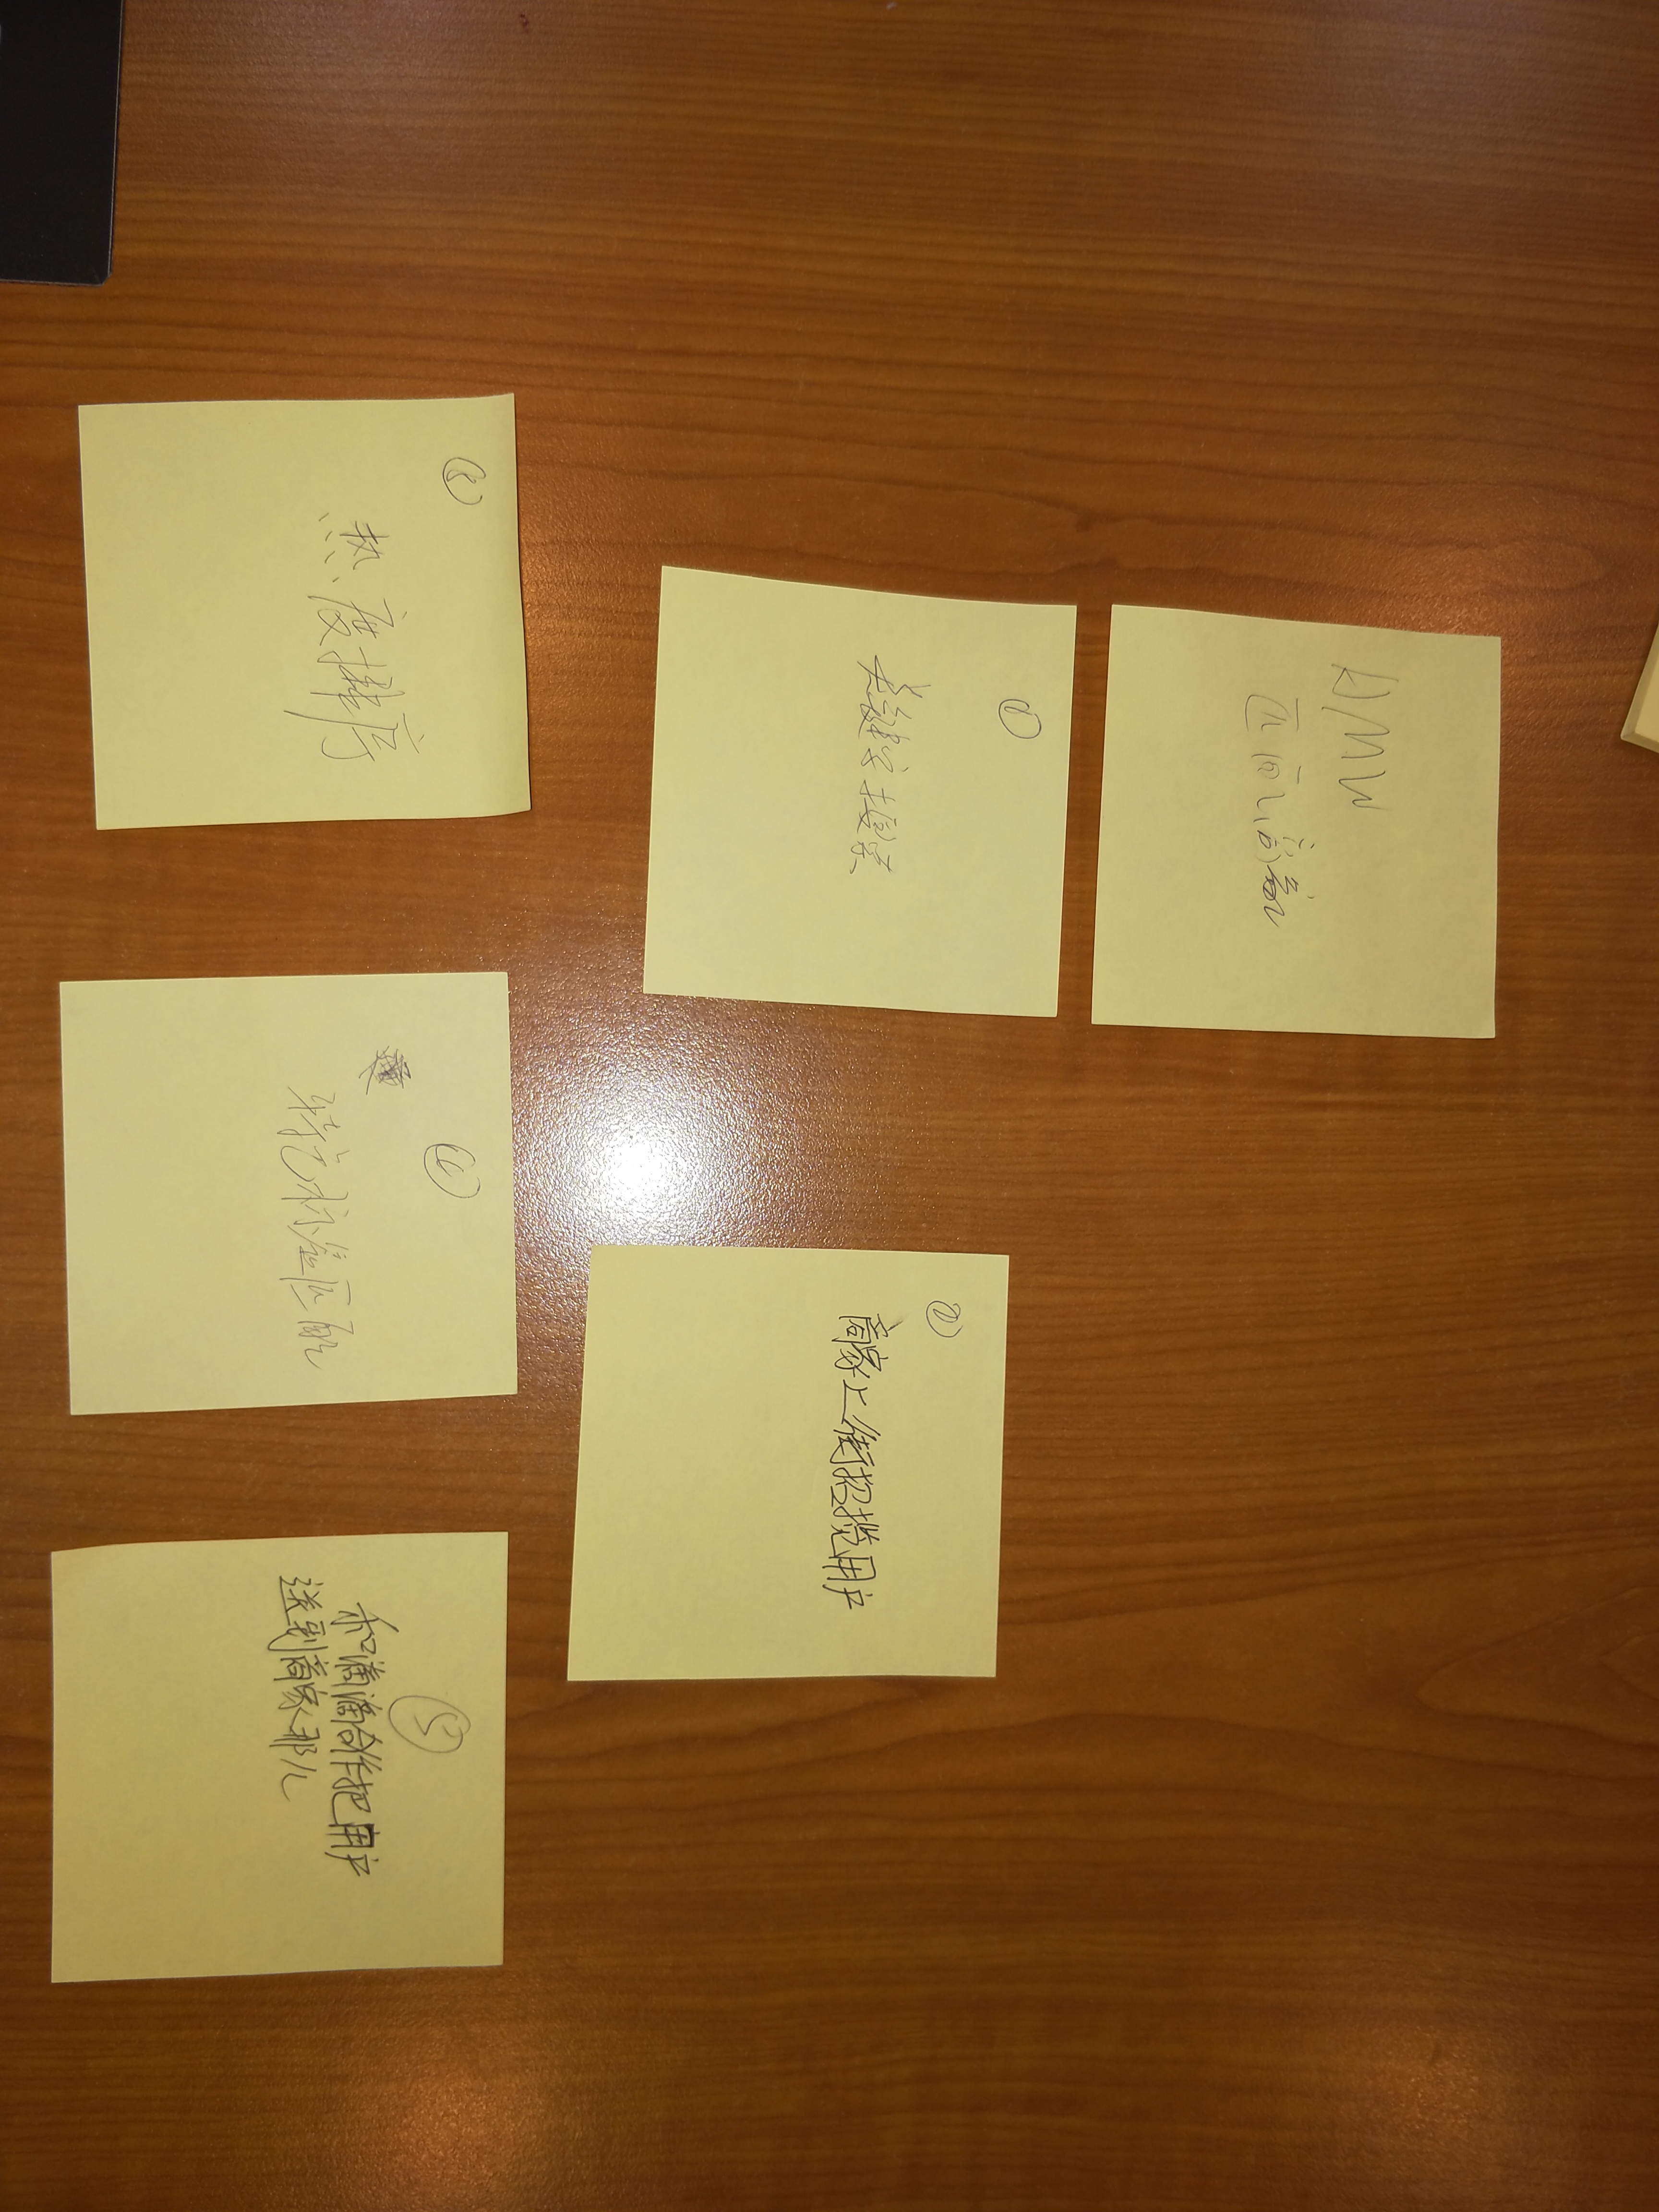 HMW
匹配商家
①
关键字搜索
②
商家上街招揽用户
③
热度排序
④
特色标签匹配
⑤
和滴滴合作把用户
送到商家那儿